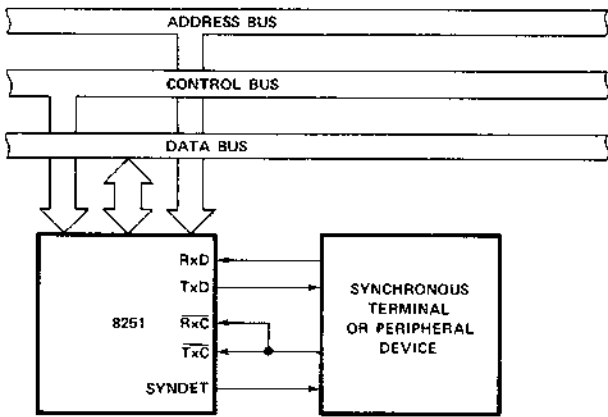 ADDRESS BUS
CONTROL BUS
DATA BUS
8251
RxD
TxD
RxC
TxC
SYNDET
SYNCHRONOUS
TERMINAL
OR PERIPHERAL
DEVICE